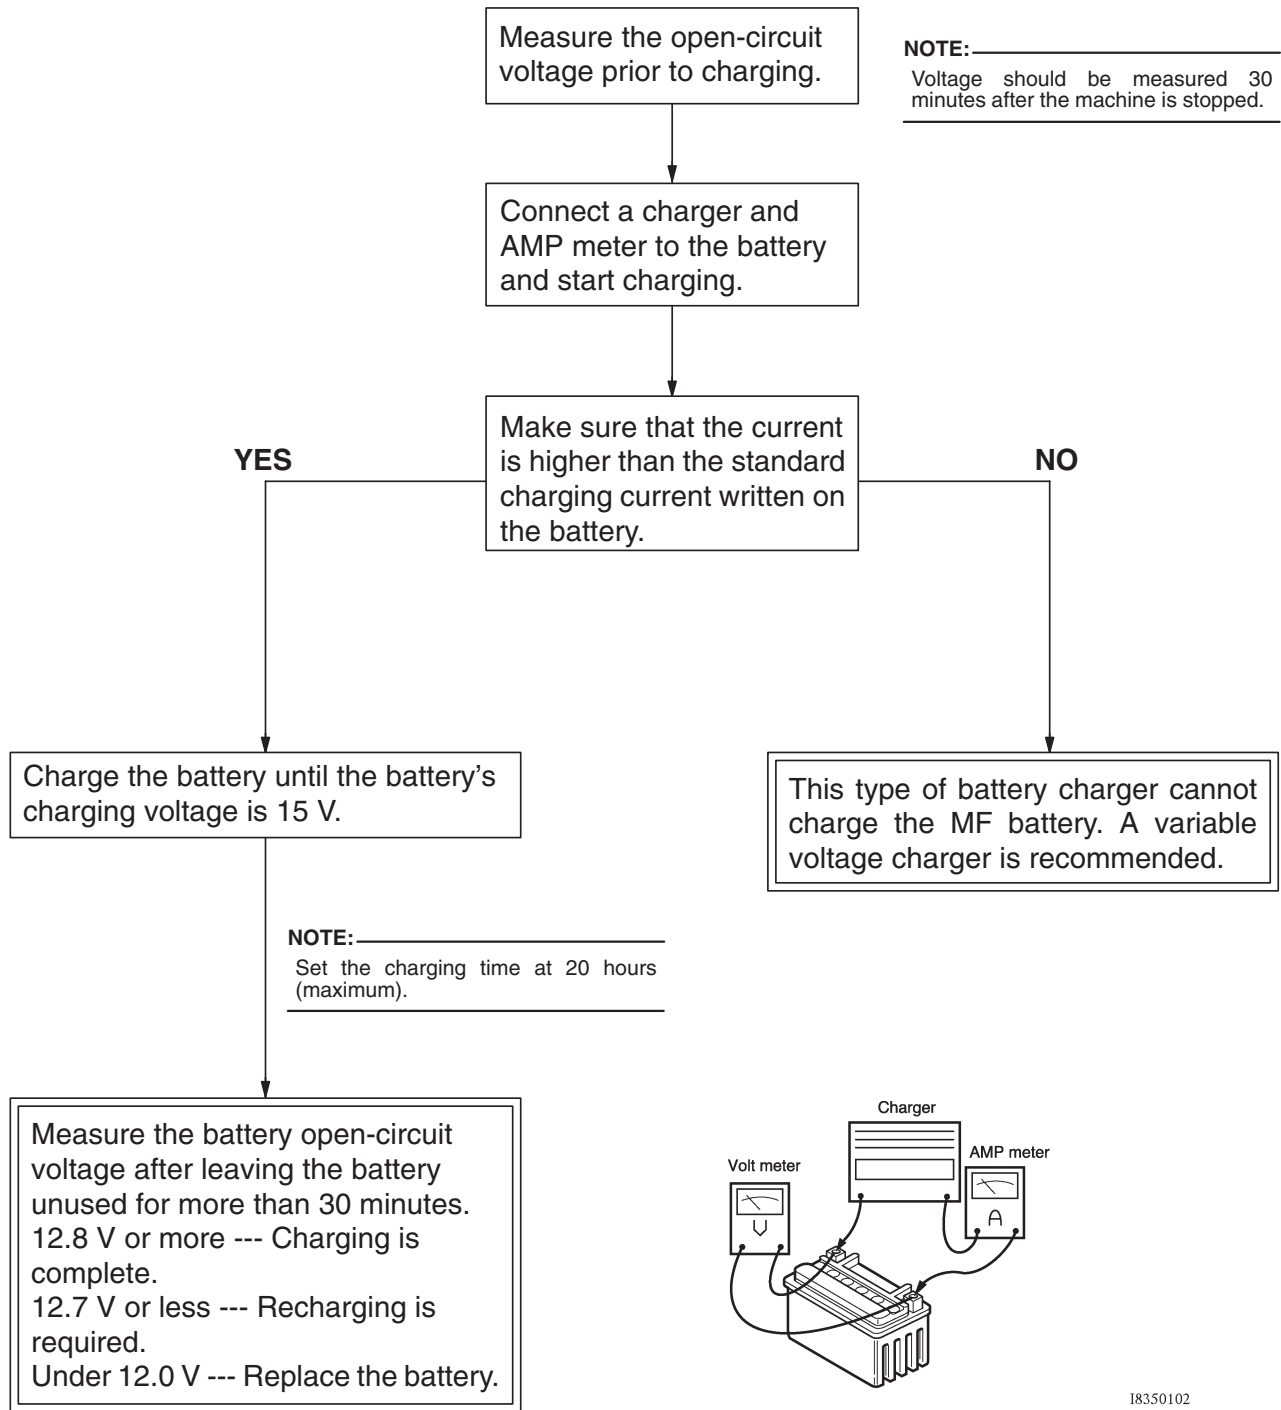 Measure the open-circuit
voltage prior to charging.
NOTE:
Voltage should be measured 30
minutes after the machine is stopped.
Connect a charger and
AMP meter to the battery
and start charging.
Make sure that the current
is higher than the standard
charging current written on
the battery.
YES
NO
Charge the battery until the battery's
charging voltage is 15 V.
This type of battery charger cannot
charge the MF battery. A variable
voltage charger is recommended.
NOTE:
Set the charging time at 20 hours
(maximum).
Measure the battery open-circuit
voltage after leaving the battery
unused for more than 30 minutes.
12.8 V or more --- Charging is
complete.
12.7 V or less --- Recharging is
required.
Under 12.0 V --- Replace the battery.
Charger
Volt meter
AMP meter
V
A
I8350102